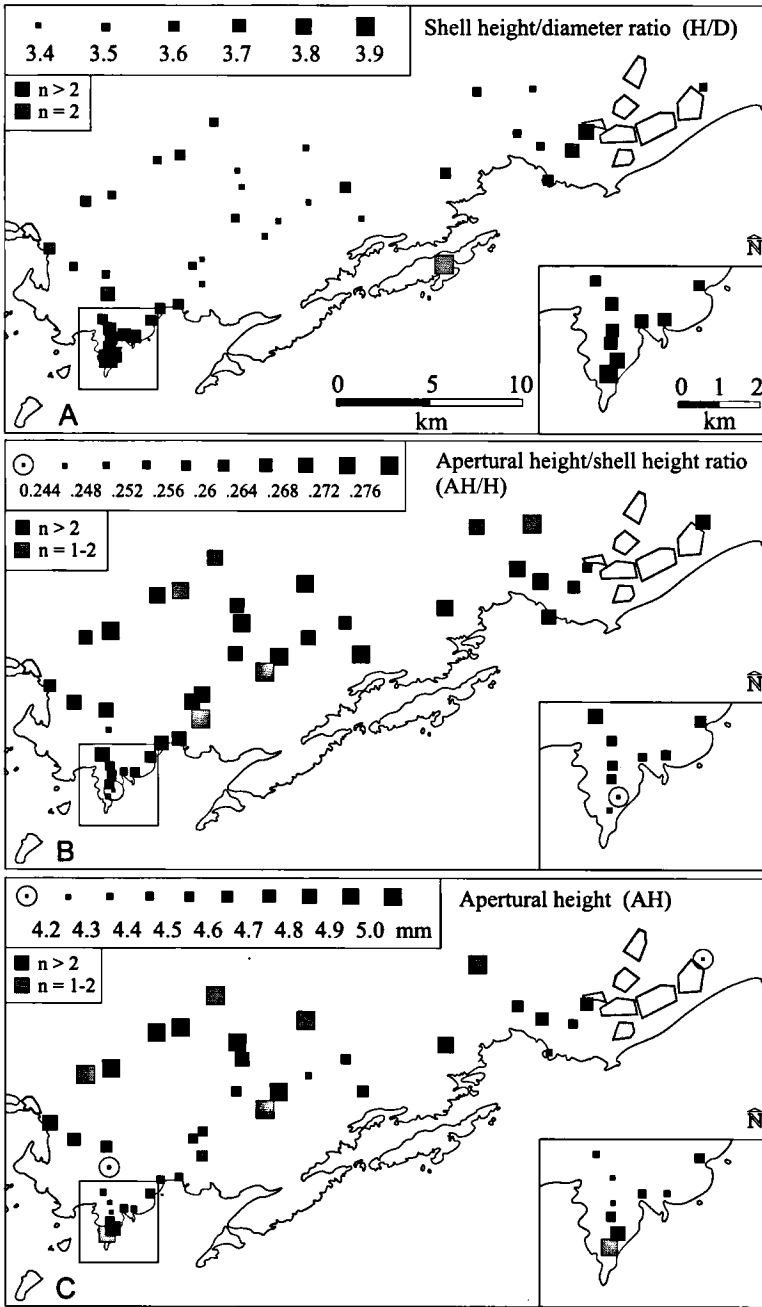 Shell height/diameter ratio (H/D)
3.4 3.5 3.6 3.7 3.8 3.9
n > 2
n = 2
N
0 5 10
km
0 1 2
km
A
Apertural height/shell height ratio
(AH/H)
0.244 .248 .252 .256 .26 .264 .268 .272 .276
n > 2
n = 1-2
N
B
Apertural height (AH)
4.2 4.3 4.4 4.5 4.6 4.7 4.8 4.9 5.0 mm
n > 2
n = 1-2
N
C